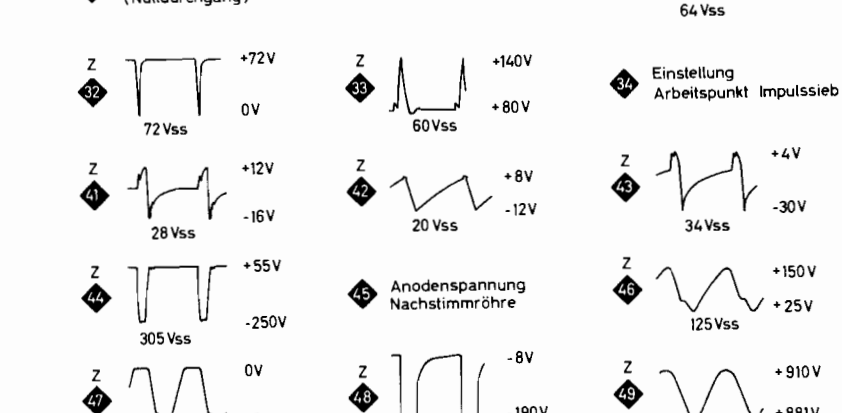 64 Vss
Z
32
+72V
0V
72 Vss
Z
33
+140V
+80V
60 Vss
34
Einstellung
Arbeitspunkt Impulssieb
Z
41
+12V
-16V
28 Vss
Z
42
+8V
-12V
20 Vss
Z
43
+4V
-30V
34 Vss
Z
44
+55V
-250V
305 Vss
45
Anodenspannung
Nachstimmröhre
Z
46
+150V
+25V
125 Vss
Z
47
0V
Z
48
-8V
Z
49
+910V